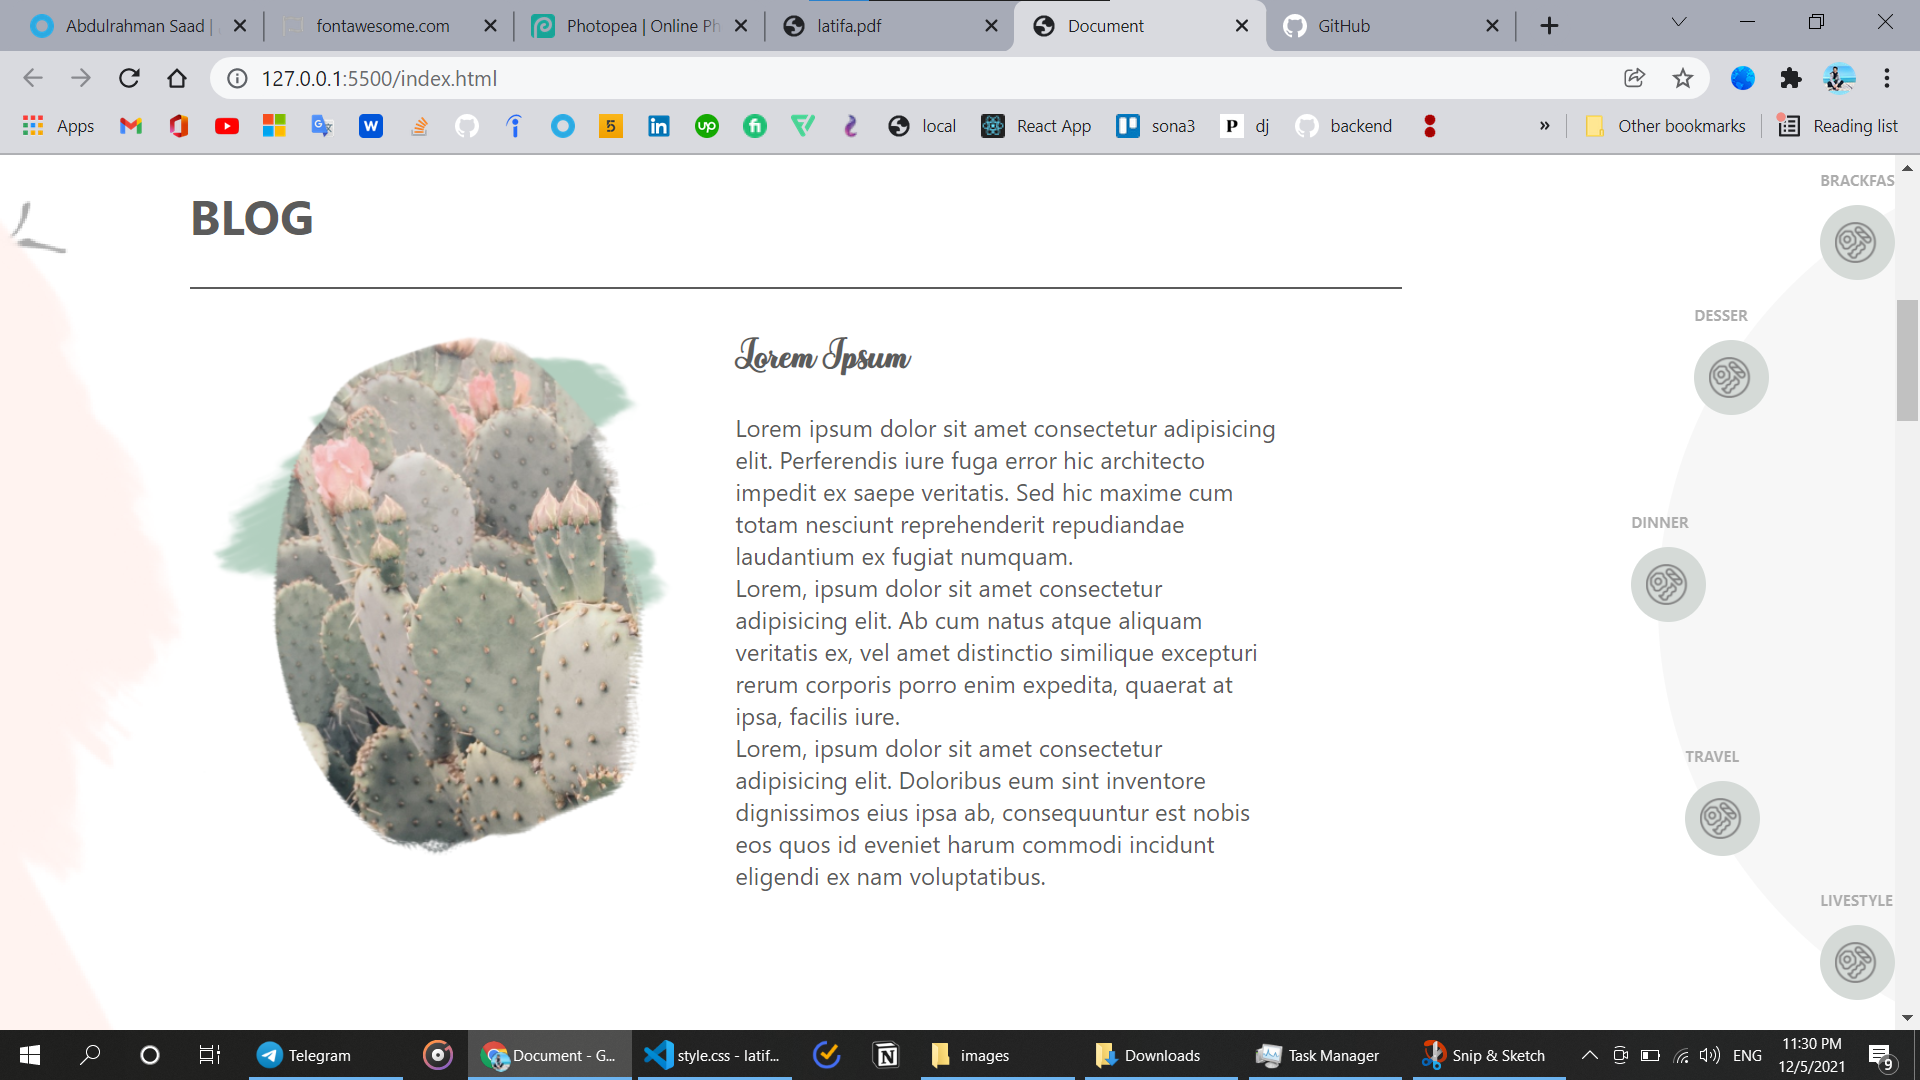 Abdulrahman Saad |
fontawesome.com
Photopea | Online Ph
latifa.pdf
Document
GitHub
127.0.0.1:5500/index.html
Apps
local
React App
sona3
dj
backend
»
Other bookmarks
Reading list
BLOG
Lorem Ipsum
Lorem ipsum dolor sit amet consectetur adipisicing
elit. Perferendis iure fuga error hic architecto
impedit ex saepe veritatis. Sed hic maxime cum
totam nesciunt reprehenderit repudiandae
laudantium ex fugiat numquam.
Lorem, ipsum dolor sit amet consectetur
adipisicing elit. Ab cum natus atque aliquam
veritatis ex, vel amet distinctio similique excepturi
rerum corporis porro enim expedita, quaerat at
ipsa, facilis iure.
Lorem, ipsum dolor sit amet consectetur
adipisicing elit. Doloribus eum sint inventore
dignissimos eius ipsa ab, consequuntur est nobis
eos quos id eveniet harum commodi incidunt
eligendi ex nam voluptatibus.
BRACKFAS
DESSER
DINNER
TRAVEL
LIVESTYLE
Telegram
Document - G...
style.css - latif...
images
Downloads
Task Manager
Snip & Sketch
ENG
11:30 PM
12/5/2021
9